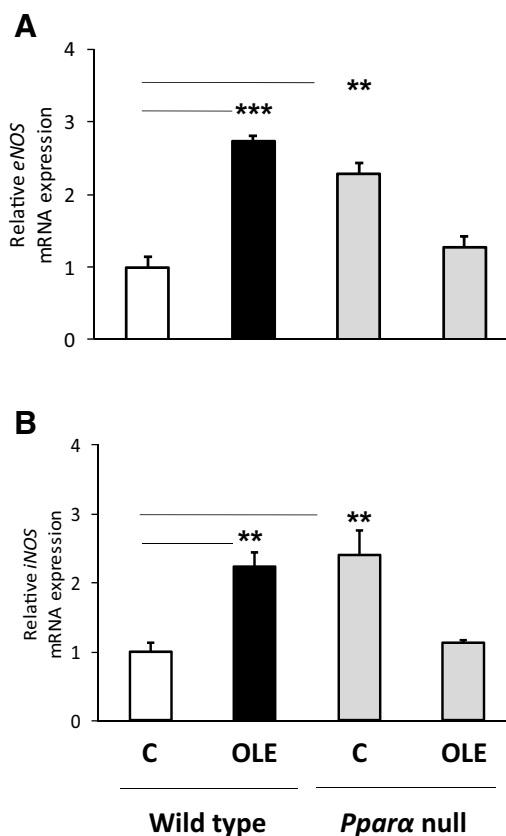 A
Relative eNOS
mRNA expression
4
3
2
1
0
**
***
B
Relative iNOS
mRNA expression
4
3
2
1
0
**
**
C OLE C OLE
Wild type Pparα null